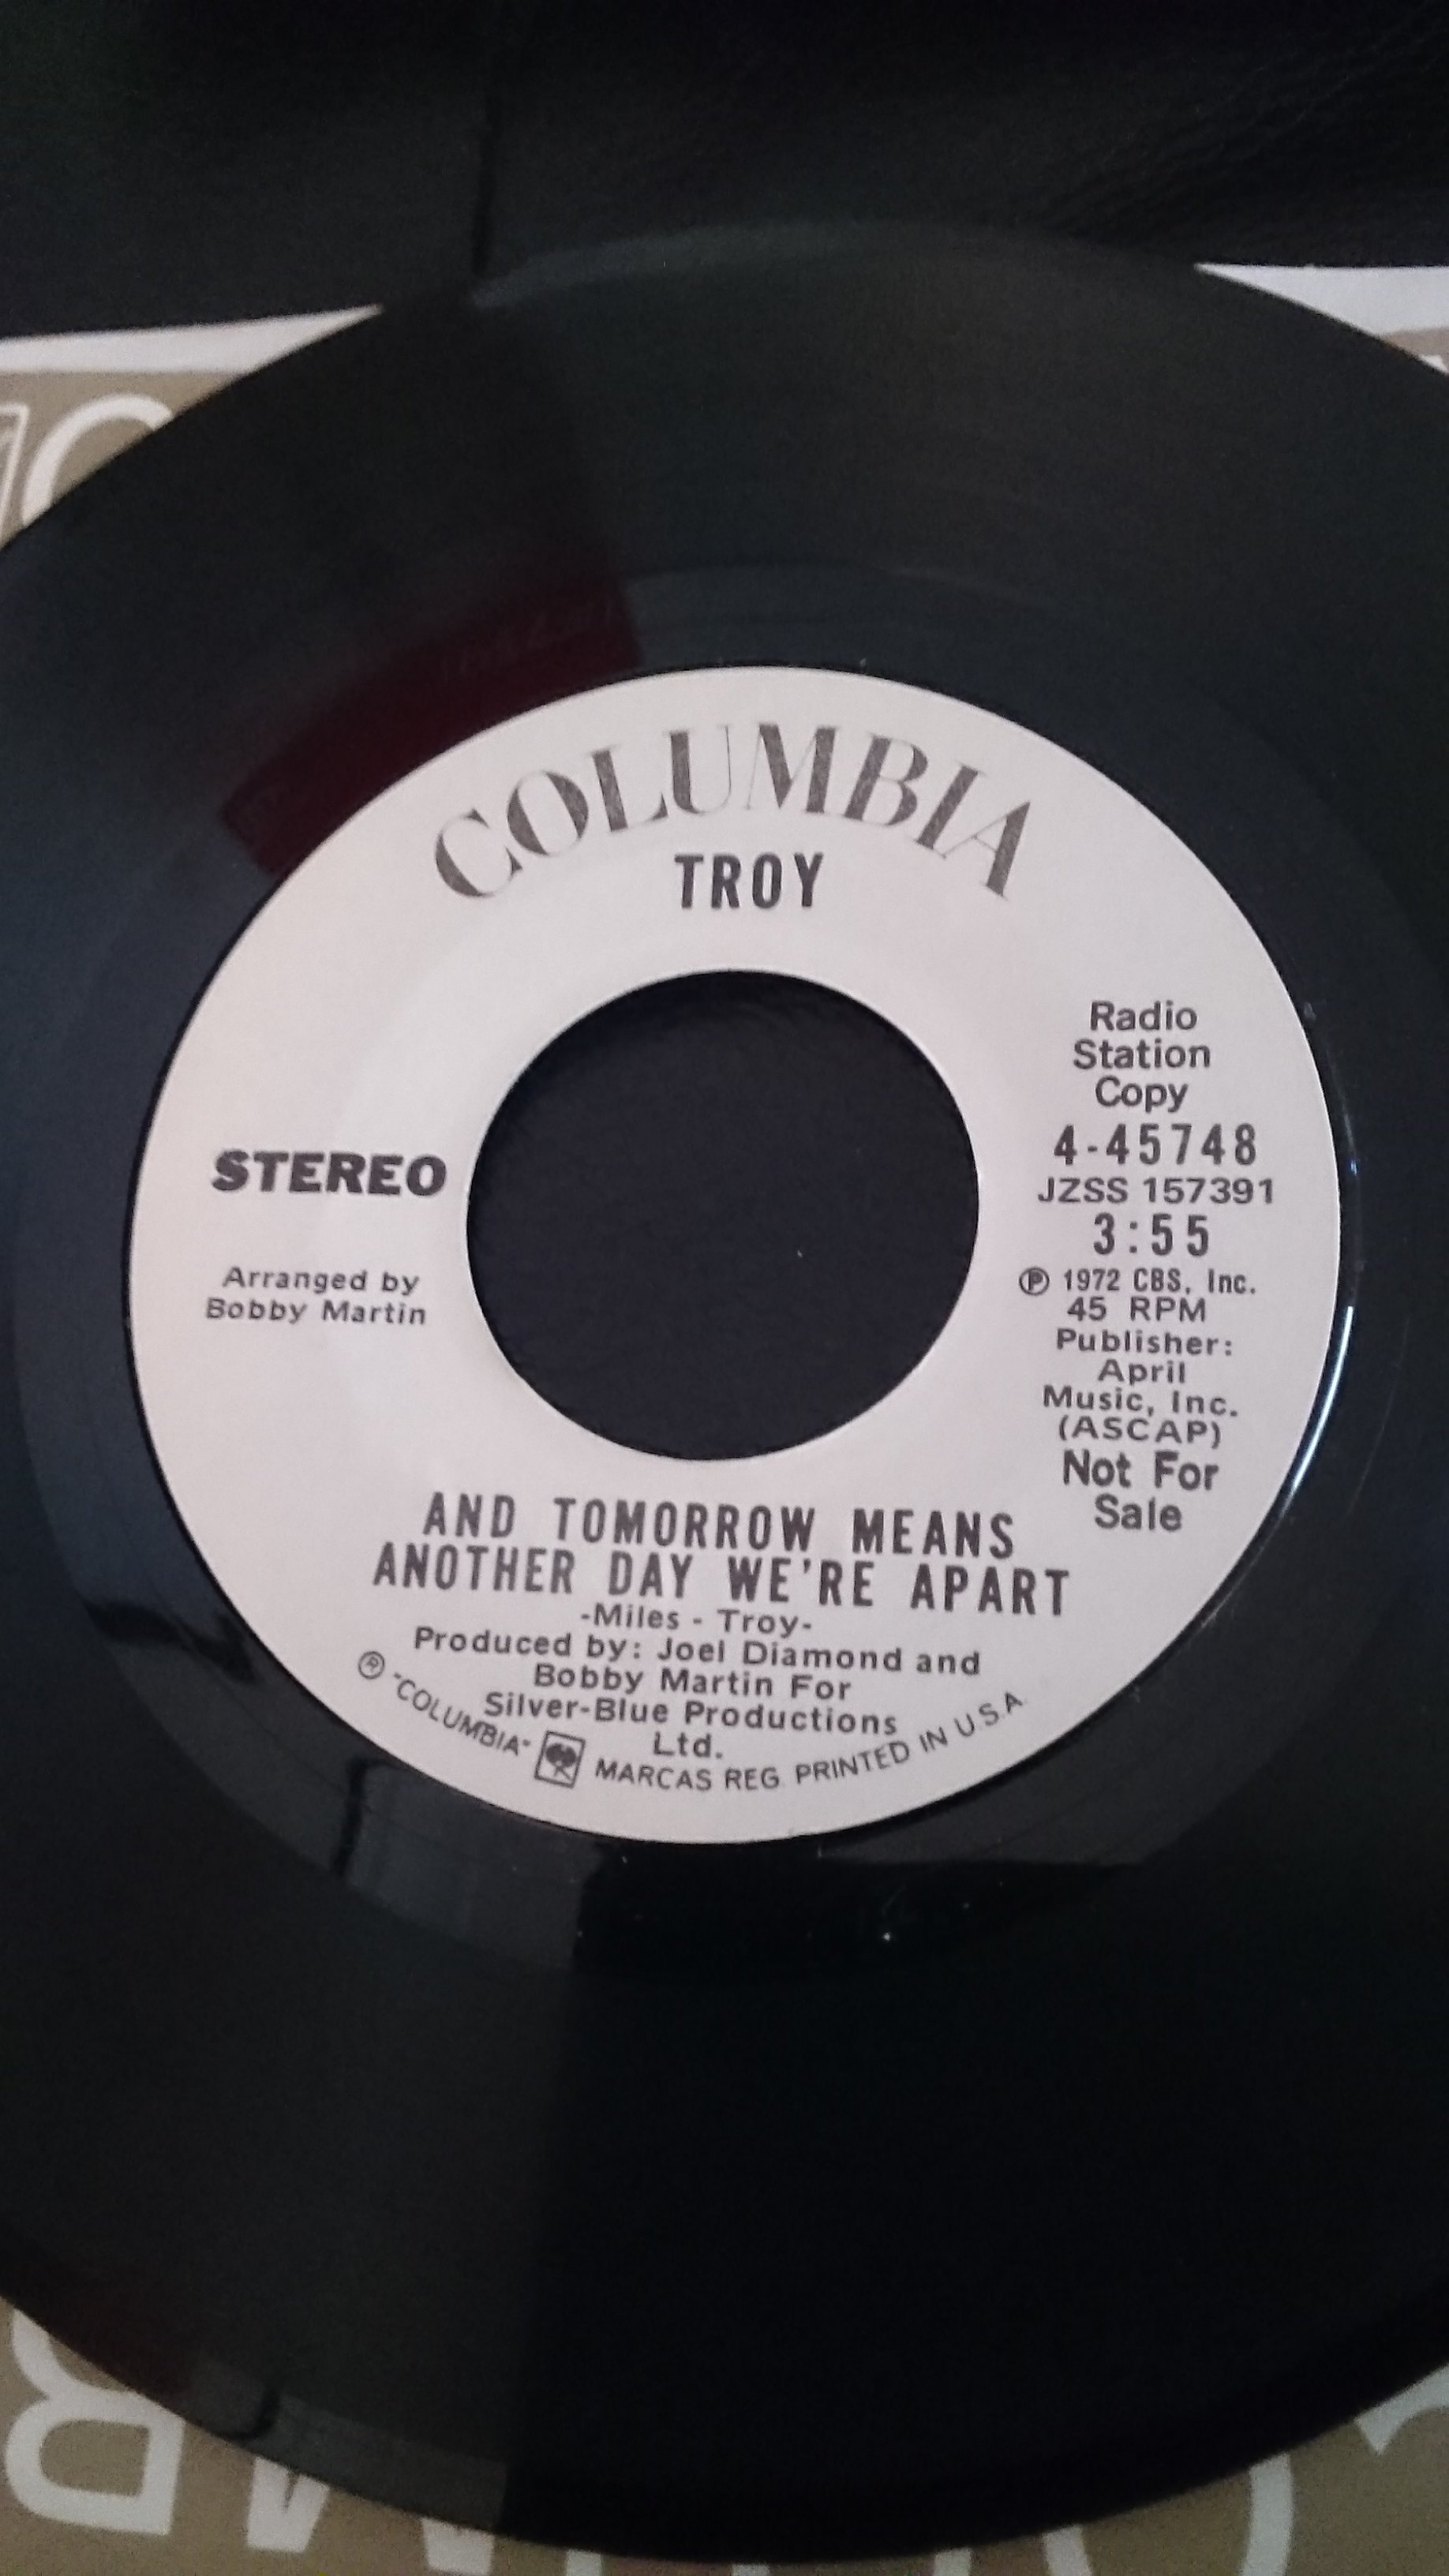 COLUMBIA
TROY
Radio
Station
Copy
4-45748
JZSS 157391
3:55
Ⓟ 1972 CBS, Inc.
45 RPM
Publisher:
April
Music, Inc.
(ASCAP)
Not For
Sale
STEREO
Arranged by
Bobby Martin
AND TOMORROW MEANS
ANOTHER DAY WE'RE APART
-Miles - Troy-
Produced by: Joel Diamond and
Bobby Martin For
Silver-Blue Productions
Ltd.
® "COLUMBIA" MARCAS REG. PRINTED IN U.S.A.